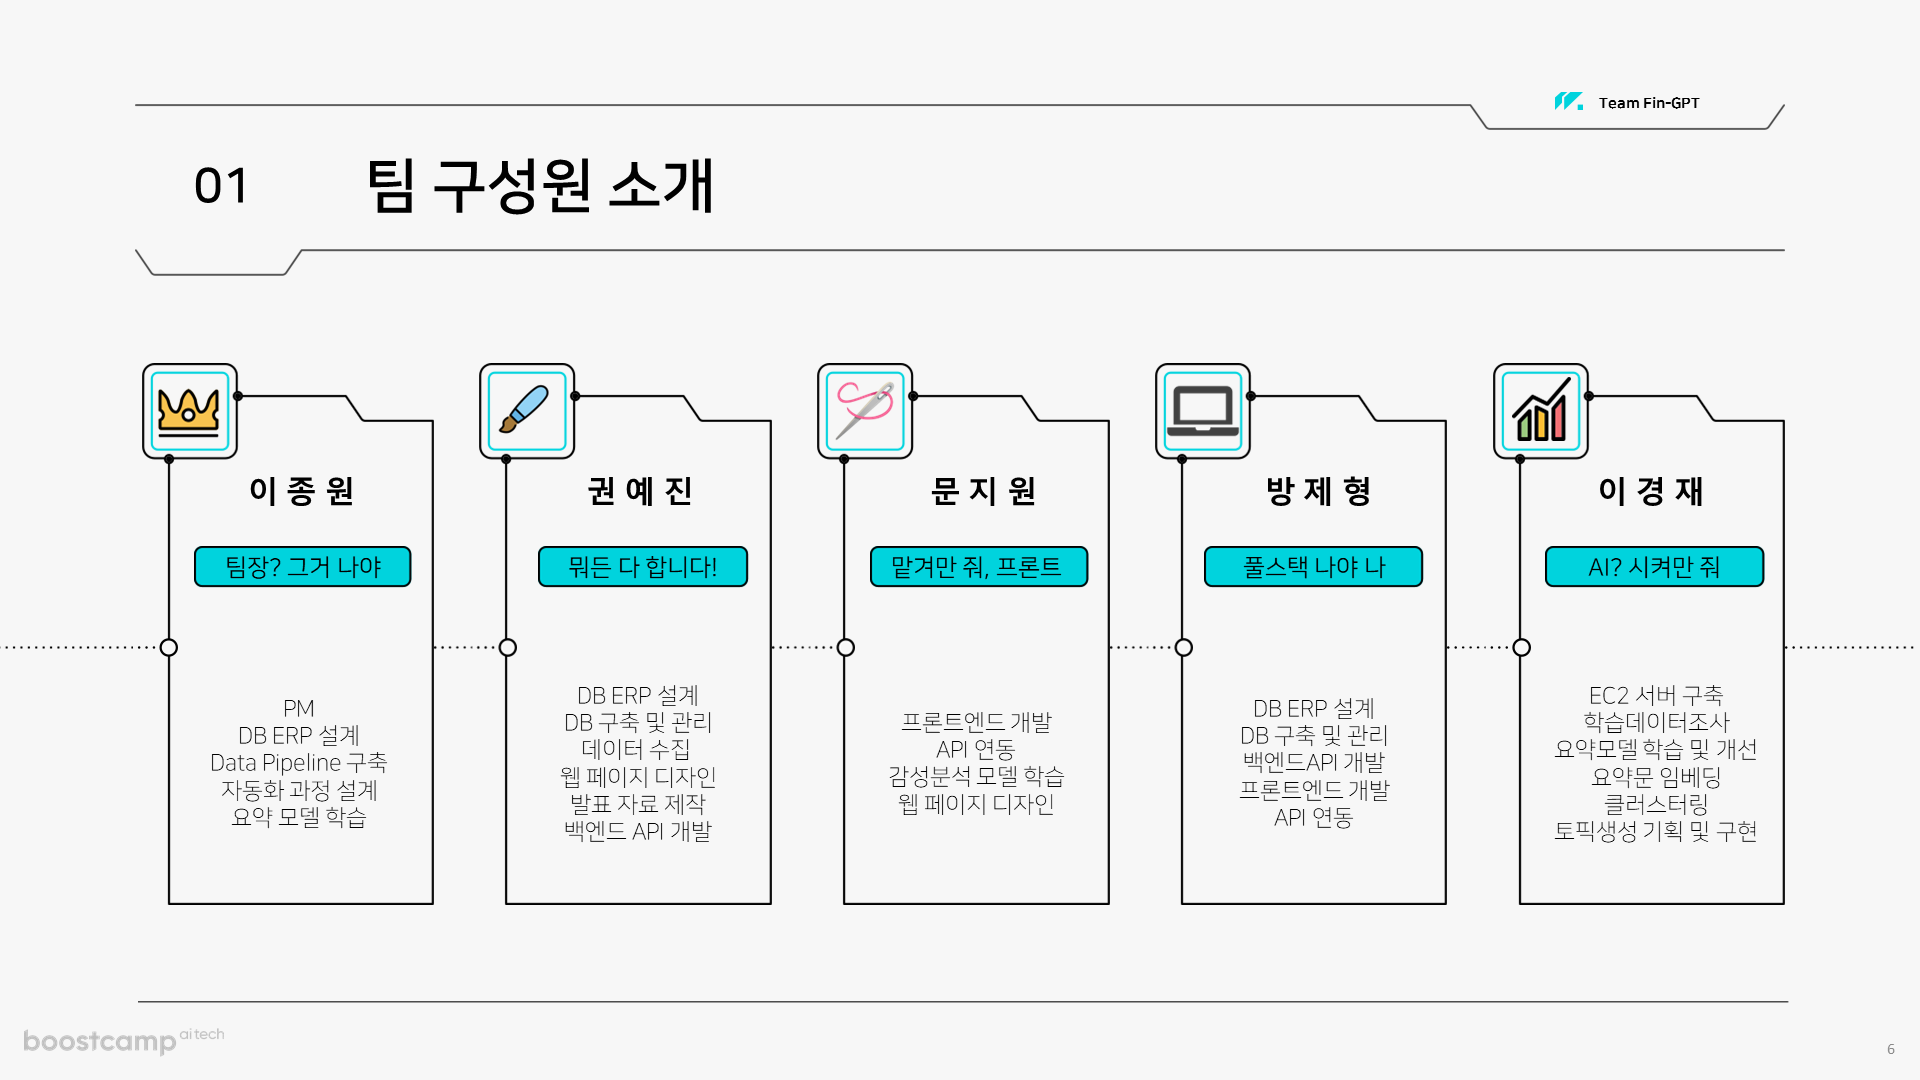 Team Fin-GPT
01
팀 구성원 소개
이종원
팀장? 그거 나야
PM
DB ERP 설계
Data Pipeline 구축
자동화 과정 설계
요약 모델 학습
권예진
뭐든 다 합니다!
DB ERP 설계
DB 구축 및 관리
데이터 수집
웹 페이지 디자인
발표 자료 제작
백엔드 API 개발
문지원
맡겨만 줘, 프론트
프론트엔드 개발
API 연동
감성분석 모델 학습
웹 페이지 디자인
방제형
풀스택 나야 나
DB ERP 설계
DB 구축 및 관리
백엔드API 개발
프론트엔드 개발
API 연동
이경재
AI? 시켜만 줘
EC2 서버 구축
학습데이터조사
요약모델 학습 및 개선
요약문 임베딩
클러스터링
토픽생성 기획 및 구현
boostcamp ai tech
6